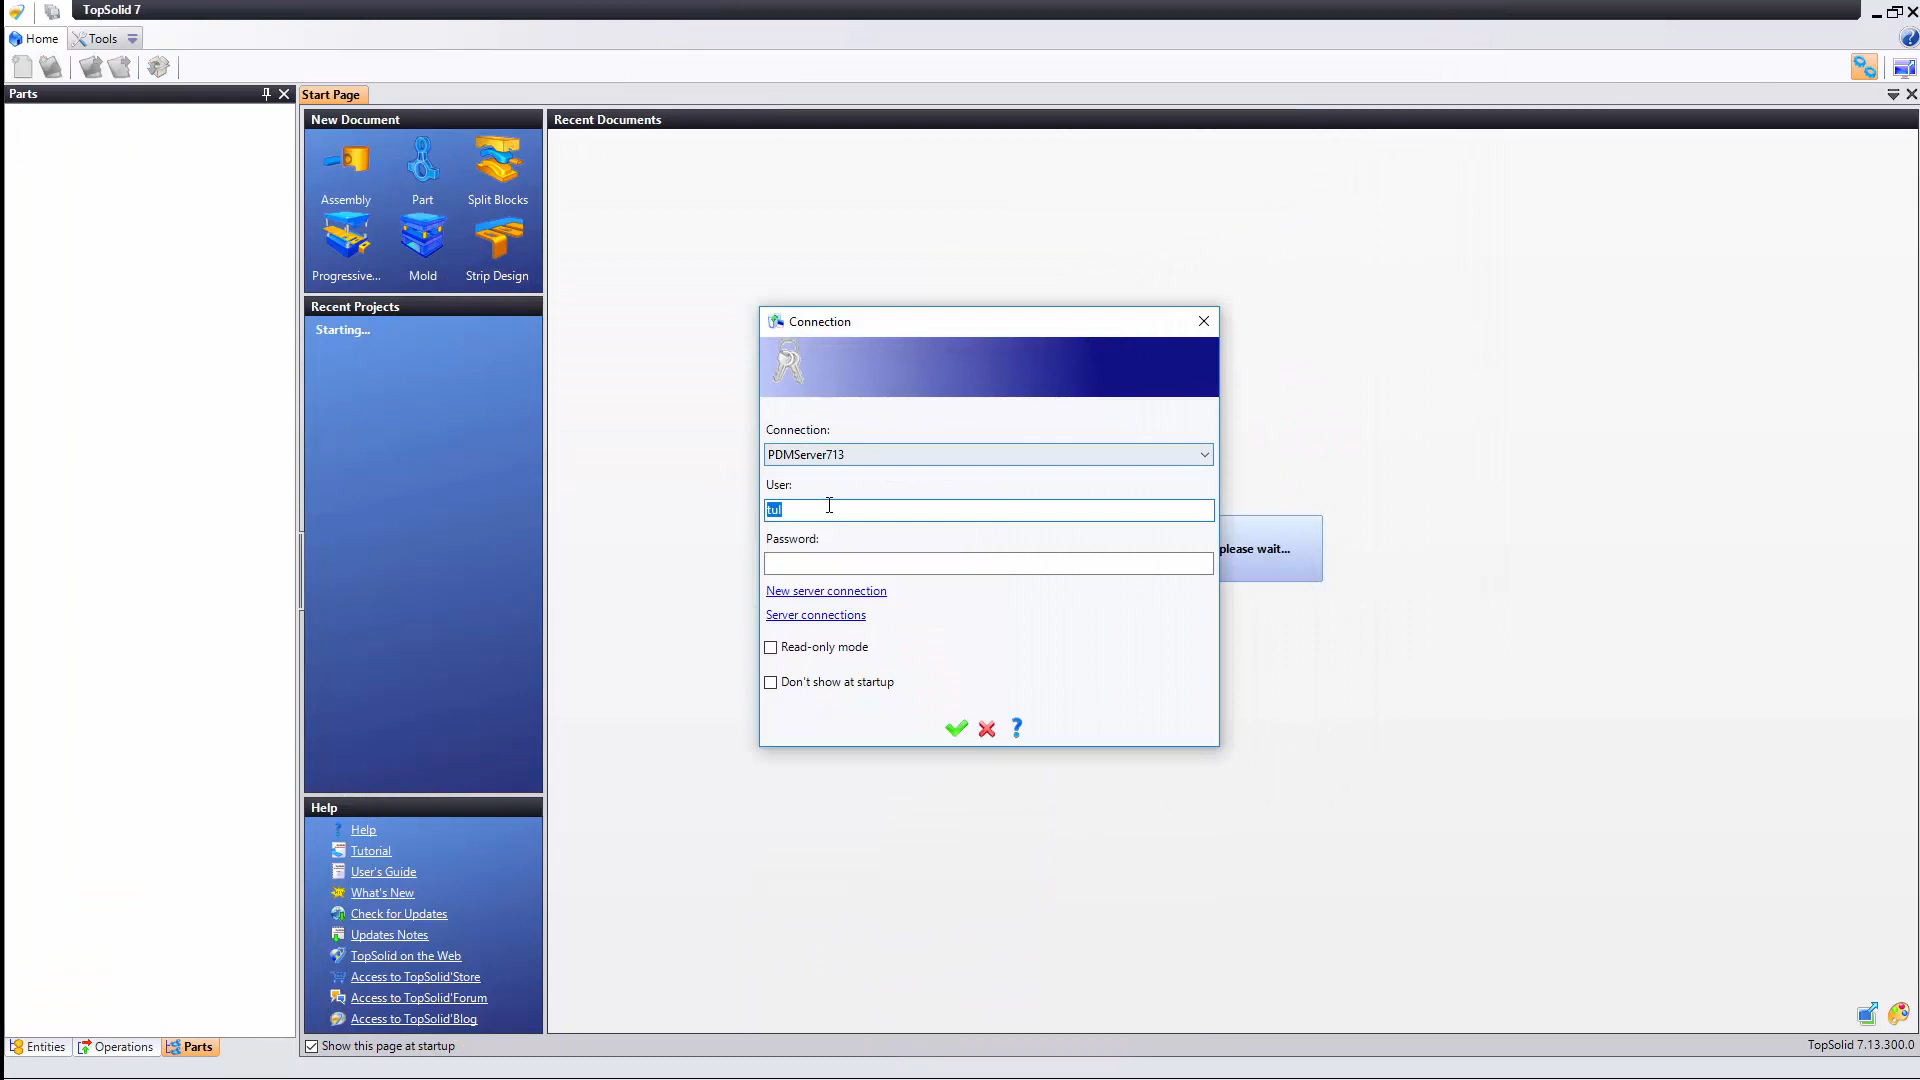 TopSolid 7
Home
Tools
Parts
Start Page
New Document
Recent Documents
Assembly
Part
Split Blocks
Progressive...
Mold
Strip Design
Recent Projects
Starting...
Connection
Connection:
PDMServer713
User:
tul
Password:
please wait...
New server connection
Server connections
Read-only mode
Don't show at startup
Help
Help
Tutorial
User's Guide
What's New
Check for Updates
Updates Notes
TopSolid on the Web
Access to TopSolid'Store
Access to TopSolid'Forum
Access to TopSolid'Blog
Entities
Operations
Parts
Show this page at startup
TopSolid 7.13.300.0